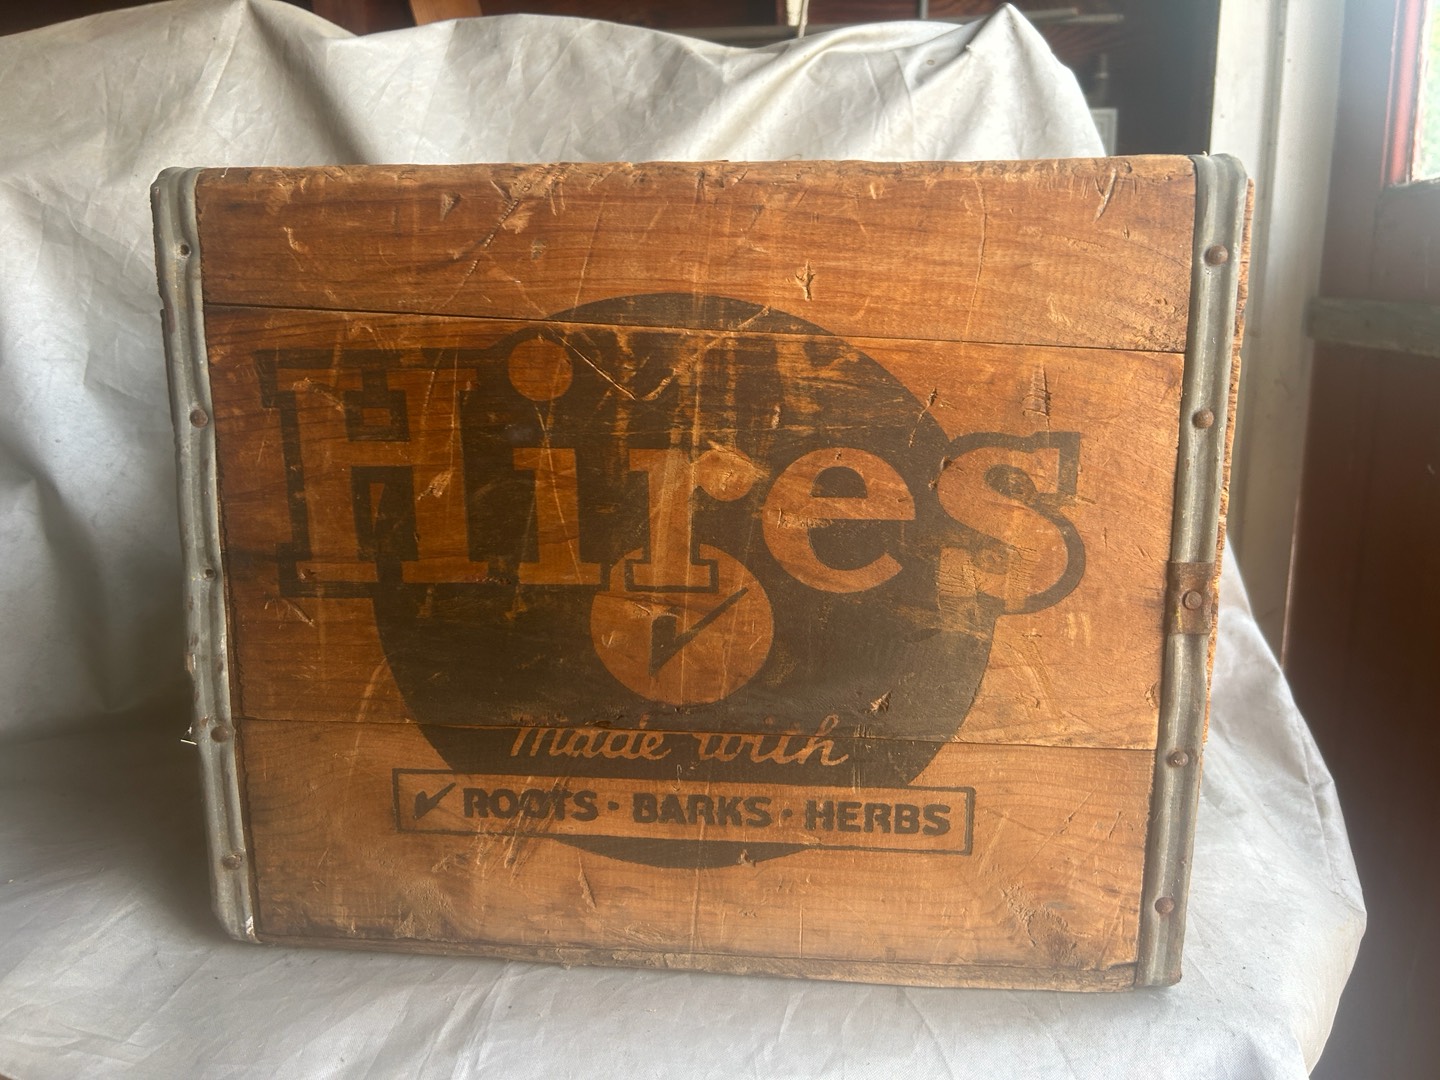 Hires
Made with
✓ ROOTS · BARKS · HERBS